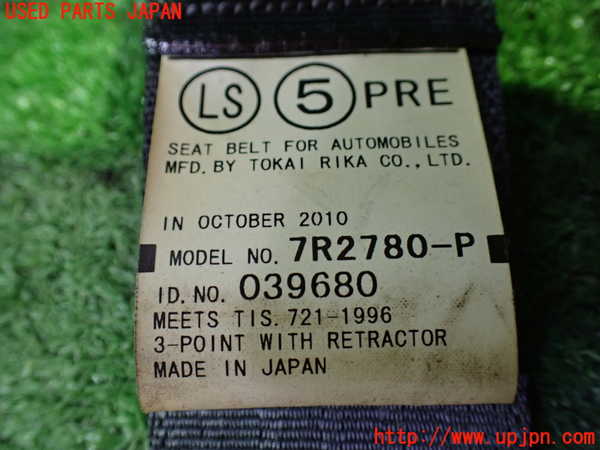 USED PARTS JAPAN
LS 5 PRE
SEAT BELT FOR AUTOMOBILES
MFD. BY TOKAI RIKA CO., LTD.
IN OCTOBER 2010
MODEL NO. 7R2780-P
ID. NO. 039680
MEETS TIS. 721-1996
3-POINT WITH RETRACTOR
MADE IN JAPAN
http://www.upjpn.com/